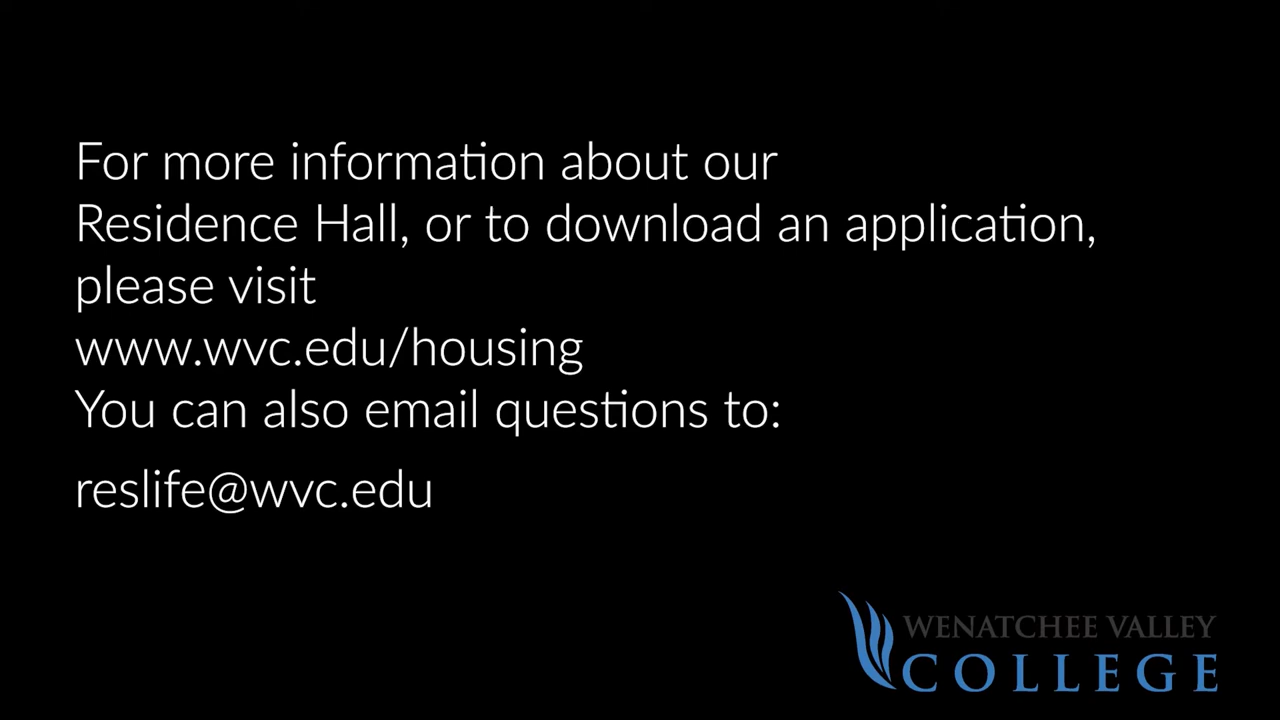 For more information about our
Residence Hall, or to download an application,
please visit
www.wvc.edu/housing
You can also email questions to:
reslife@wvc.edu
WENATCHEE VALLEY
COLLEGE